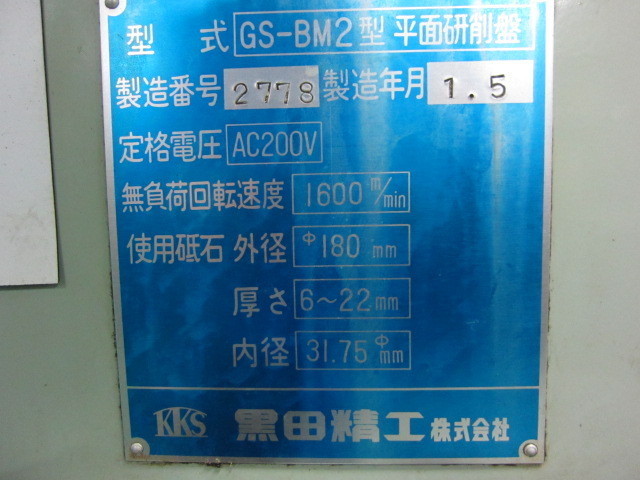 型 式 GS-BM2型 平面研削盤
製造番号 2778 製造年月 1.5
定格電圧 AC200V
無負荷回転速度 1600 m/min
使用砥石 外径 φ180 mm
厚さ 6〜22mm
内径 31.75 φmm
KKS 黒田精工株式会社